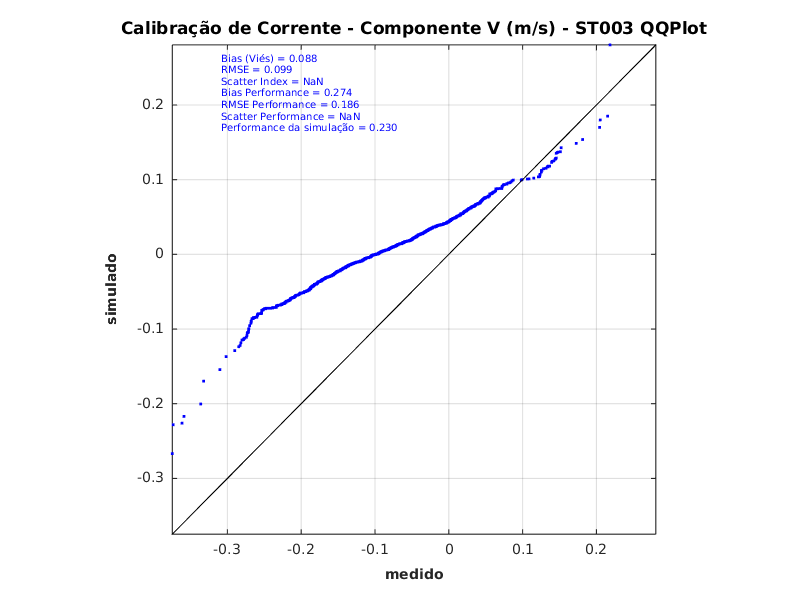 Calibração de Corrente - Componente V (m/s) - ST003 QQPlot
Bias (Viés) = 0.088
RMSE = 0.099
Scatter Index = NaN
Bias Performance = 0.274
RMSE Performance = 0.186
Scatter Performance = NaN
Performance da simulação = 0.230
0.2
0.1
0
-0.1
-0.2
-0.3
simulado
-0.3 -0.2 -0.1 0 0.1 0.2
medido